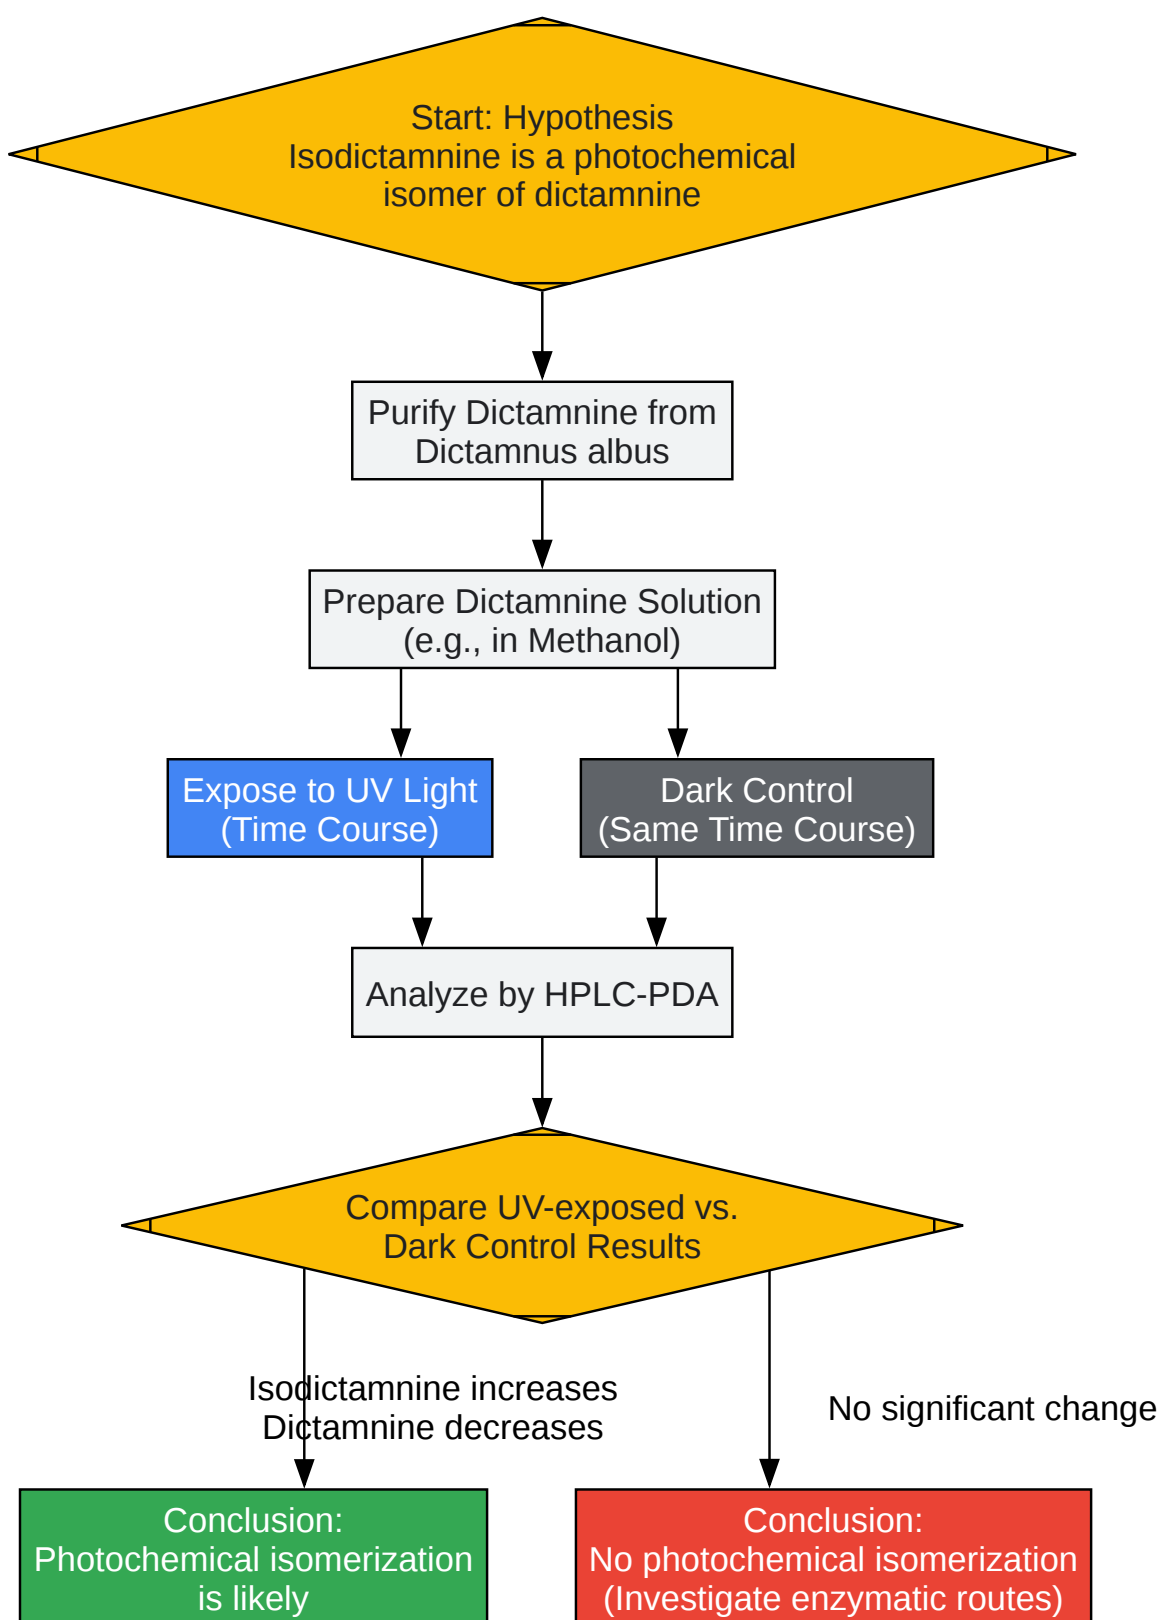 Start: Hypothesis
Isodictamnine is a photochemical
isomer of dictamnine
Purify Dictamnine from
Dictamnus albus
Prepare Dictamnine Solution
(e.g., in Methanol)
Expose to UV Light
(Time Course)
Dark Control
(Same Time Course)
Analyze by HPLC-PDA
Compare UV-exposed vs.
Dark Control Results
Isodictamnine increases
Dictamnine decreases
No significant change
Conclusion:
Photochemical isomerization
is likely
Conclusion:
No photochemical isomerization
(Investigate enzymatic routes)